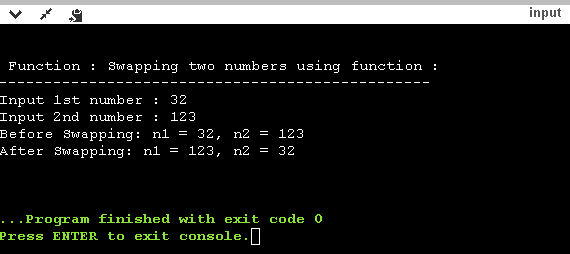 input
Function : Swapping two numbers using function :
------------------------------------------------
Input 1st number : 32
Input 2nd number : 123
Before Swapping: n1 = 32, n2 = 123
After Swapping: n1 = 123, n2 = 32
...Program finished with exit code 0
Press ENTER to exit console.